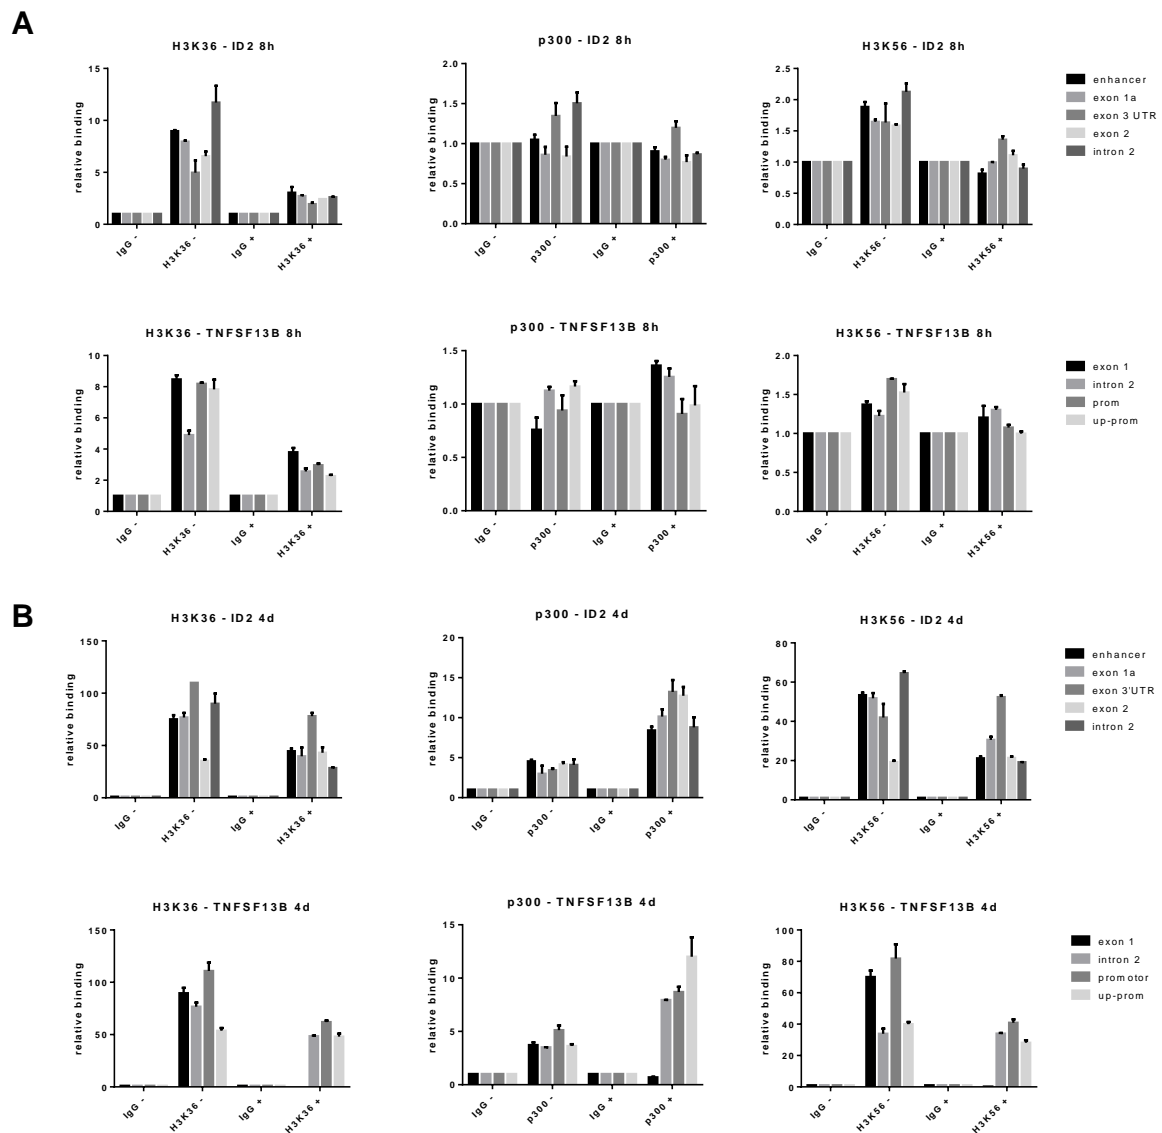 A
H3K36 - ID2 8h
relative binding
15
10
5
0
IgG -
H3K36 -
IgG +
H3K36 +
p300 - ID2 8h
relative binding
2.0
1.5
1.0
0.5
0.0
IgG -
p300 -
IgG +
p300 +
H3K56 - ID2 8h
relative binding
2.5
2.0
1.5
1.0
0.5
0.0
IgG -
H3K56 -
IgG +
H3K56 +
enhancer
exon 1a
exon 3 UTR
exon 2
intron 2
H3K36 - TNFSF13B 8h
relative binding
10
8
6
4
2
0
IgG -
H3K36 -
IgG +
H3K36 +
p300 - TNFSF13B 8h
relative binding
1.5
1.0
0.5
0.0
IgG -
p300 -
IgG +
p300 +
H3K56 - TNFSF13B 8h
relative binding
2.0
1.5
1.0
0.5
0.0
IgG -
H3K56 -
IgG +
H3K56 +
exon 1
intron 2
prom
up-prom
B
H3K36 - ID2 4d
relative binding
150
100
50
0
IgG -
H3K36 -
IgG +
H3K36 +
p300 - ID2 4d
relative binding
20
15
10
5
0
IgG -
p300 -
IgG +
p300 +
H3K56 - ID2 4d
relative binding
80
60
40
20
0
IgG -
H3K56 -
IgG +
H3K56 +
enhancer
exon 1a
exon 3'UTR
exon 2
intron 2
H3K36 - TNFSF13B 4d
relative binding
150
100
50
0
IgG -
H3K36 -
IgG +
H3K36 +
p300 - TNFSF13B 4d
relative binding
15
10
5
0
IgG -
p300 -
IgG +
p300 +
H3K56 - TNFSF13B 4d
relative binding
100
80
60
40
20
0
IgG -
H3K56 -
IgG +
H3K56 +
exon 1
intron 2
promotor
up-prom